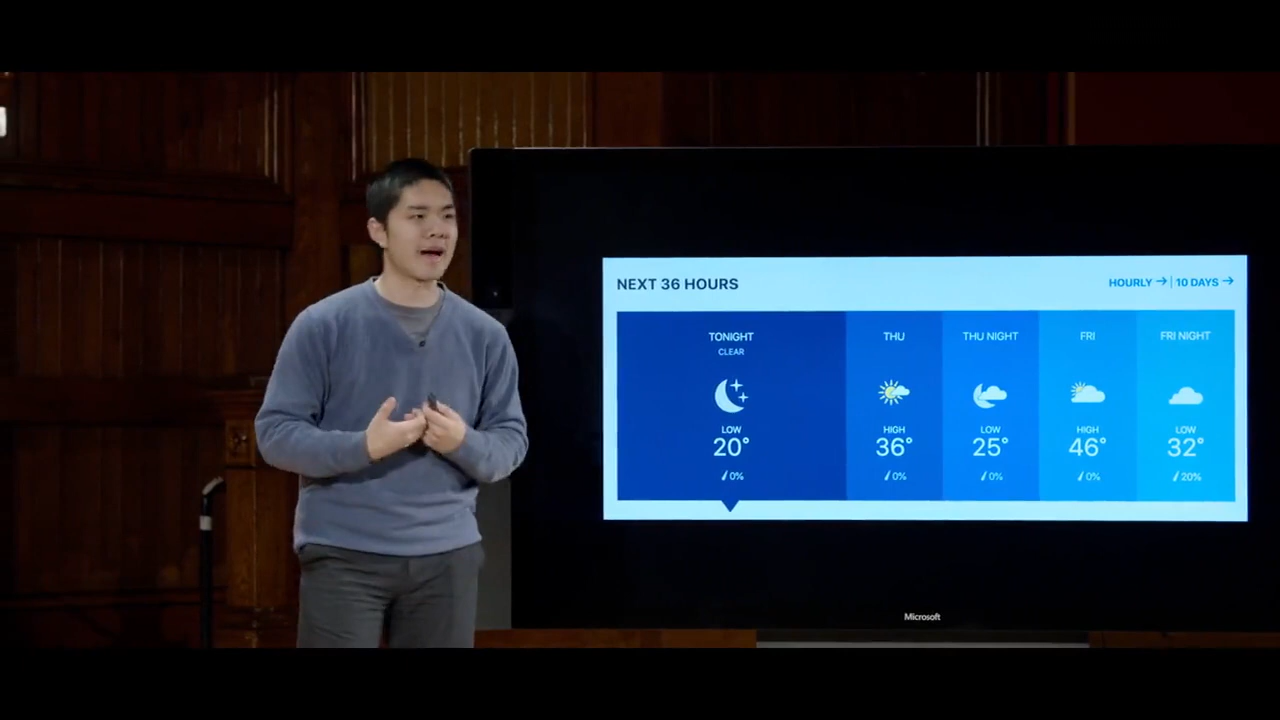 NEXT 36 HOURS
HOURLY → | 10 DAYS →
TONIGHT THU THU NIGHT FRI FRI NIGHT
CLEAR
LOW HIGH LOW HIGH LOW
20° 36° 25° 46° 32°
0% 0% 0% 0% 20%
Microsoft